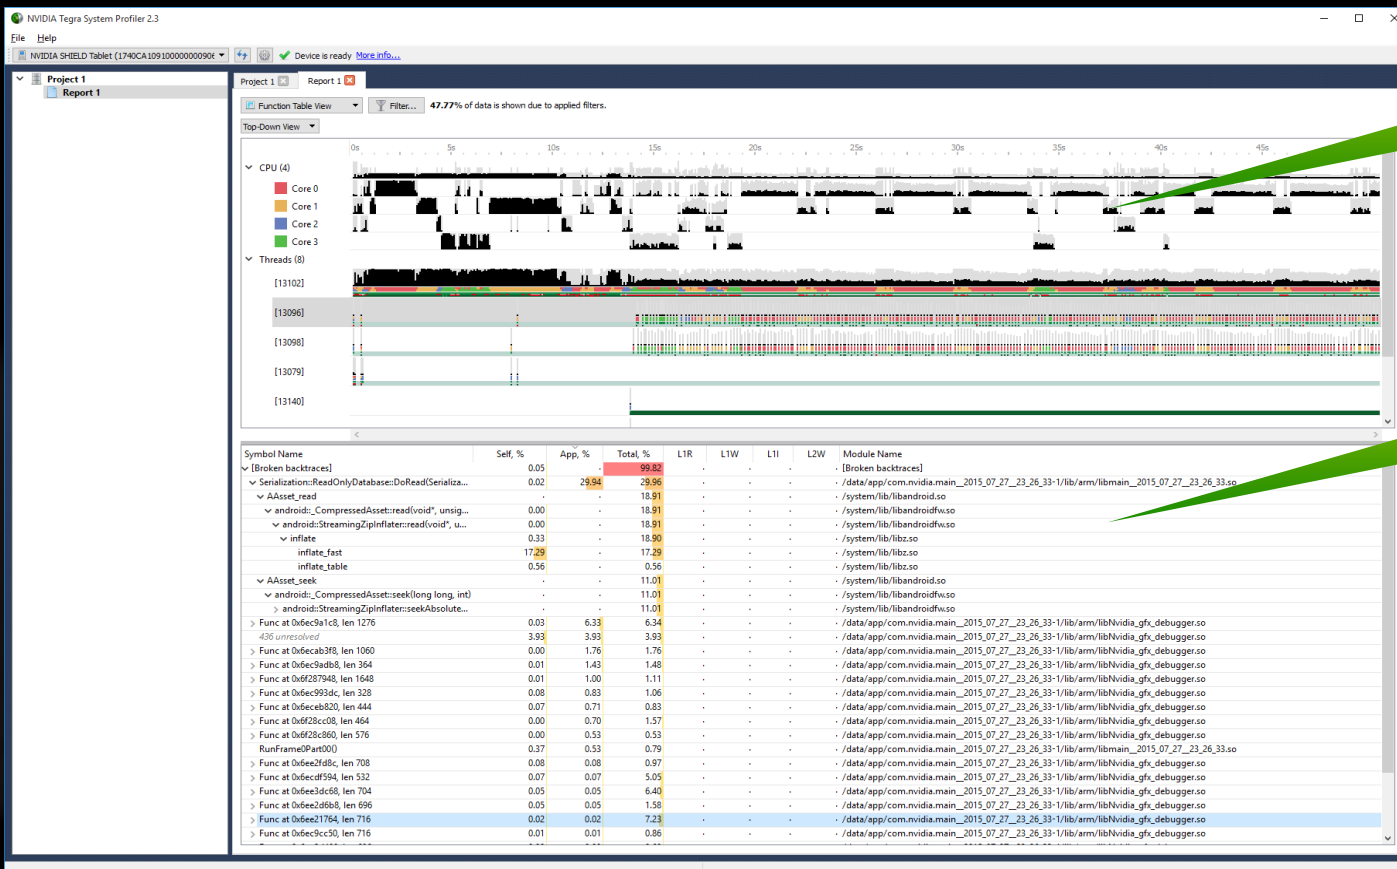 NVIDIA Tegra System Profiler 2.3
File Help
NVIDIA SHIELD Tablet (1740CA1091000000090€ Device is ready More info...
Project 1
Report 1
Project 1 Report 1
Function Table View Filter... 47.77% of data is shown due to applied filters.
Top-Down View
0s 5s 10s 15s 20s 25s 30s 35s 40s 45s
CPU (4)
Core 0
Core 1
Core 2
Core 3
Threads (8)
[13102]
[13096]
[13098]
[13079]
[13140]
Symbol Name Self, % App, % Total, % L1R L1W L1I L2W Module Name
[Broken backtraces] 0.05 · 99.82 · · · · [Broken backtraces]
Serialization::ReadOnlyDatabase::DoRead(Serializa... 0.02 29.94 29.96 · · · · /data/app/com.nvidia.main__2015_07_27__23_26_33-1/lib/arm/libmain__2015_07_27__23_26_33.so
AAsset_read · · 18.91 · · · · /system/lib/libandroid.so
android::_CompressedAsset::read(void*, unsig... 0.00 · 18.91 · · · · /system/lib/libandroidfw.so
android::StreamingZipInflater::read(void*, u... 0.00 · 18.91 · · · · /system/lib/libandroidfw.so
inflate 0.33 · 18.90 · · · · /system/lib/libz.so
inflate_fast 17.29 · 17.29 · · · · /system/lib/libz.so
inflate_table 0.56 · 0.56 · · · · /system/lib/libz.so
AAsset_seek · · 11.01 · · · · /system/lib/libandroid.so
android::_CompressedAsset::seek(long long, int) · · 11.01 · · · · /system/lib/libandroidfw.so
android::StreamingZipInflater::seekAbsolute... · · 11.01 · · · · /system/lib/libandroidfw.so
Func at 0x6ec9a1c8, len 1276 0.03 6.33 6.34 · · · · /data/app/com.nvidia.main__2015_07_27__23_26_33-1/lib/arm/libNvidia_gfx_debugger.so
436 unresolved 3.93 3.93 3.93 · · · · /data/app/com.nvidia.main__2015_07_27__23_26_33-1/lib/arm/libNvidia_gfx_debugger.so
Func at 0x6ecab3f8, len 1060 0.00 1.76 1.76 · · · · /data/app/com.nvidia.main__2015_07_27__23_26_33-1/lib/arm/libNvidia_gfx_debugger.so
Func at 0x6ec9adb8, len 364 0.01 1.43 1.48 · · · · /data/app/com.nvidia.main__2015_07_27__23_26_33-1/lib/arm/libNvidia_gfx_debugger.so
Func at 0x6f287948, len 1648 0.01 1.00 1.11 · · · · /data/app/com.nvidia.main__2015_07_27__23_26_33-1/lib/arm/libNvidia_gfx_debugger.so
Func at 0x6ec993dc, len 328 0.08 0.83 1.06 · · · · /data/app/com.nvidia.main__2015_07_27__23_26_33-1/lib/arm/libNvidia_gfx_debugger.so
Func at 0x6eceb820, len 444 0.07 0.71 0.83 · · · · /data/app/com.nvidia.main__2015_07_27__23_26_33-1/lib/arm/libNvidia_gfx_debugger.so
Func at 0x6f28cc08, len 464 0.00 0.70 1.57 · · · · /data/app/com.nvidia.main__2015_07_27__23_26_33-1/lib/arm/libNvidia_gfx_debugger.so
Func at 0x6f28c860, len 576 0.00 0.53 0.53 · · · · /data/app/com.nvidia.main__2015_07_27__23_26_33-1/lib/arm/libNvidia_gfx_debugger.so
RunFrame0Part00() 0.37 0.53 0.79 · · · · /data/app/com.nvidia.main__2015_07_27__23_26_33-1/lib/arm/libmain__2015_07_27__23_26_33.so
Func at 0x6ee2fd8c, len 708 0.08 0.08 0.97 · · · · /data/app/com.nvidia.main__2015_07_27__23_26_33-1/lib/arm/libNvidia_gfx_debugger.so
Func at 0x6ecdf594, len 532 0.07 0.07 5.05 · · · · /data/app/com.nvidia.main__2015_07_27__23_26_33-1/lib/arm/libNvidia_gfx_debugger.so
Func at 0x6ee3dc68, len 704 0.05 0.05 6.40 · · · · /data/app/com.nvidia.main__2015_07_27__23_26_33-1/lib/arm/libNvidia_gfx_debugger.so
Func at 0x6ee2d6b8, len 696 0.05 0.05 1.58 · · · · /data/app/com.nvidia.main__2015_07_27__23_26_33-1/lib/arm/libNvidia_gfx_debugger.so
Func at 0x6ee21764, len 716 0.02 0.02 7.23 · · · · /data/app/com.nvidia.main__2015_07_27__23_26_33-1/lib/arm/libNvidia_gfx_debugger.so
Func at 0x6ec9cc50, len 716 0.01 0.01 0.86 · · · · /data/app/com.nvidia.main__2015_07_27__23_26_33-1/lib/arm/libNvidia_gfx_debugger.so